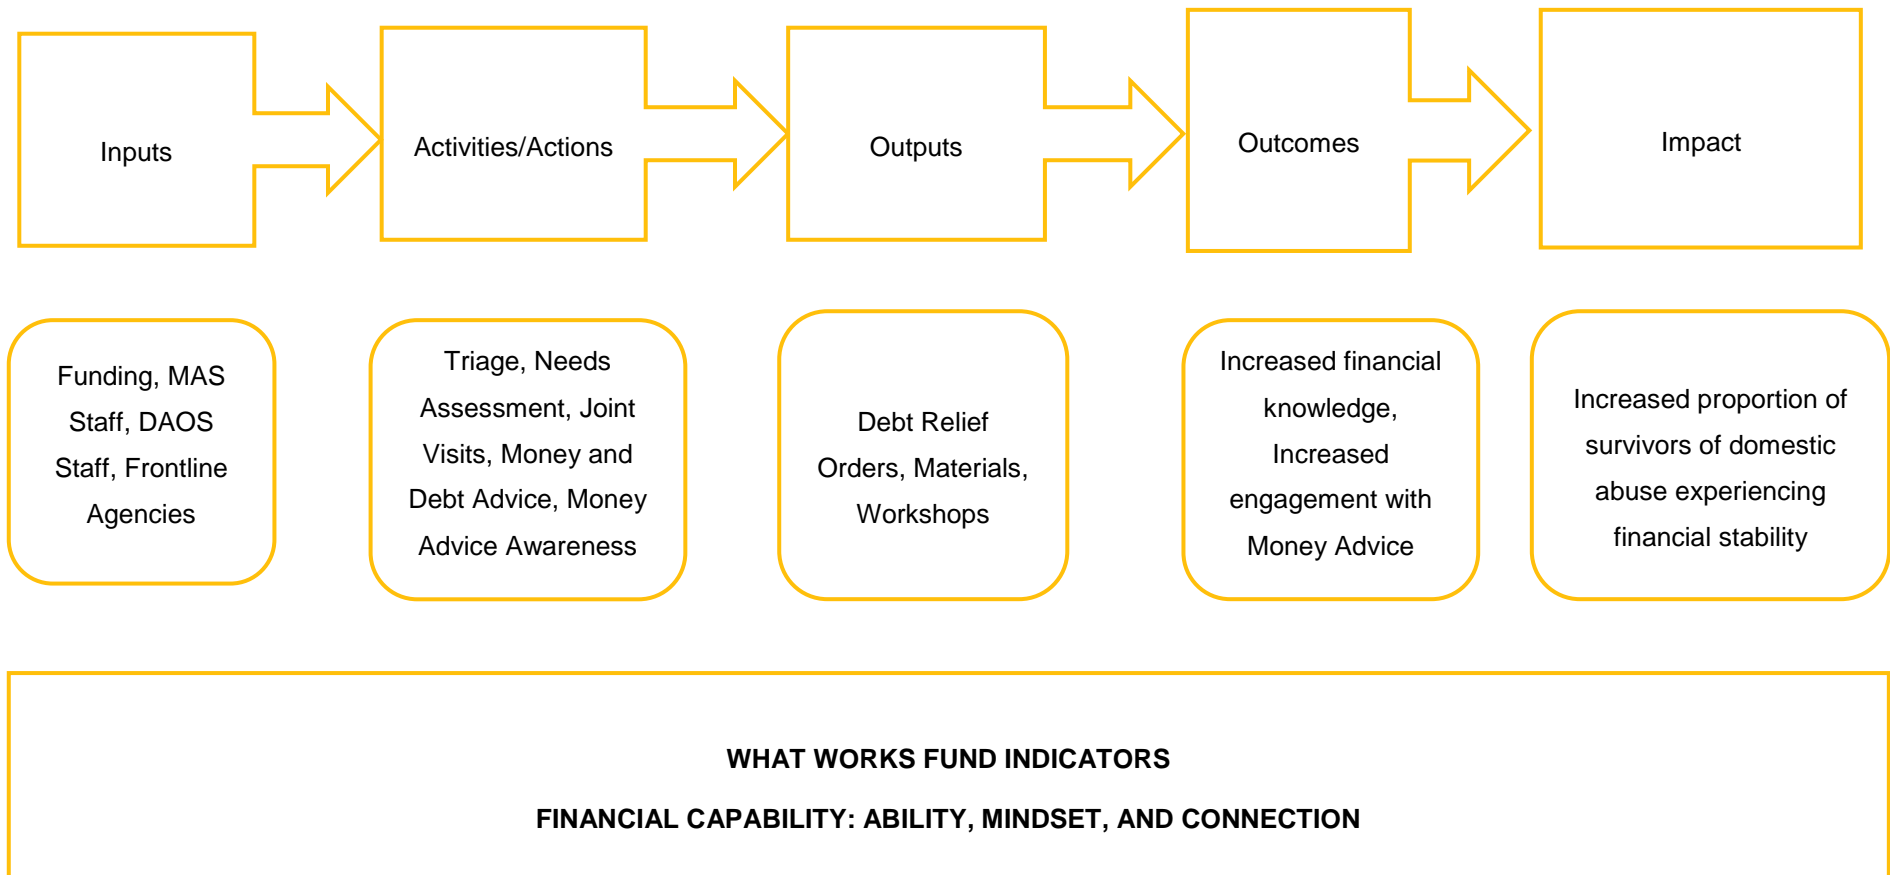 Inputs
Activities/Actions
Outputs
Outcomes
Impact
Funding, MAS
Staff, DAOS
Staff, Frontline
Agencies
Triage, Needs
Assessment, Joint
Visits, Money and
Debt Advice, Money
Advice Awareness
Debt Relief
Orders, Materials,
Workshops
Increased financial
knowledge,
Increased
engagement with
Money Advice
Increased proportion of
survivors of domestic
abuse experiencing
financial stability
WHAT WORKS FUND INDICATORS
FINANCIAL CAPABILITY: ABILITY, MINDSET, AND CONNECTION